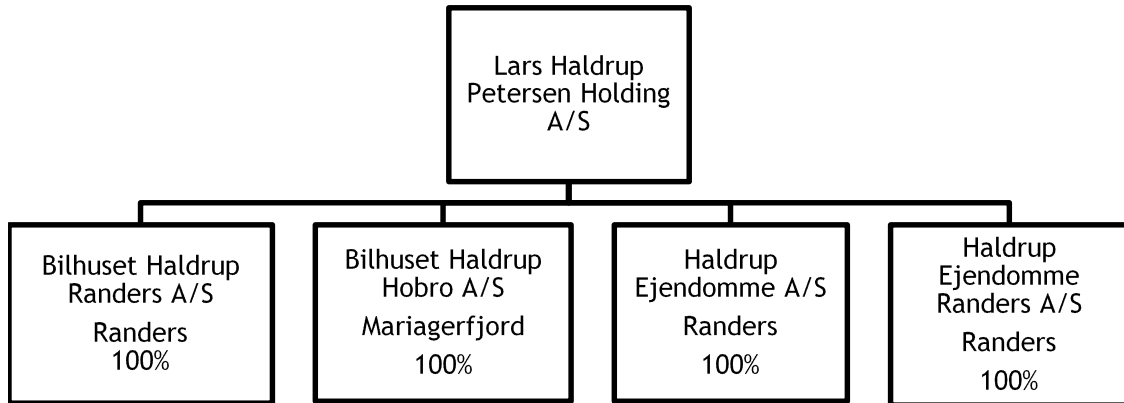 Lars Haldrup
Petersen Holding
A/S
Bilhuset Haldrup
Randers A/S
Randers
100%
Bilhuset Haldrup
Hobro A/S
Mariagerfjord
100%
Haldrup
Ejendomme A/S
Randers
100%
Haldrup
Ejendomme
Randers A/S
Randers
100%